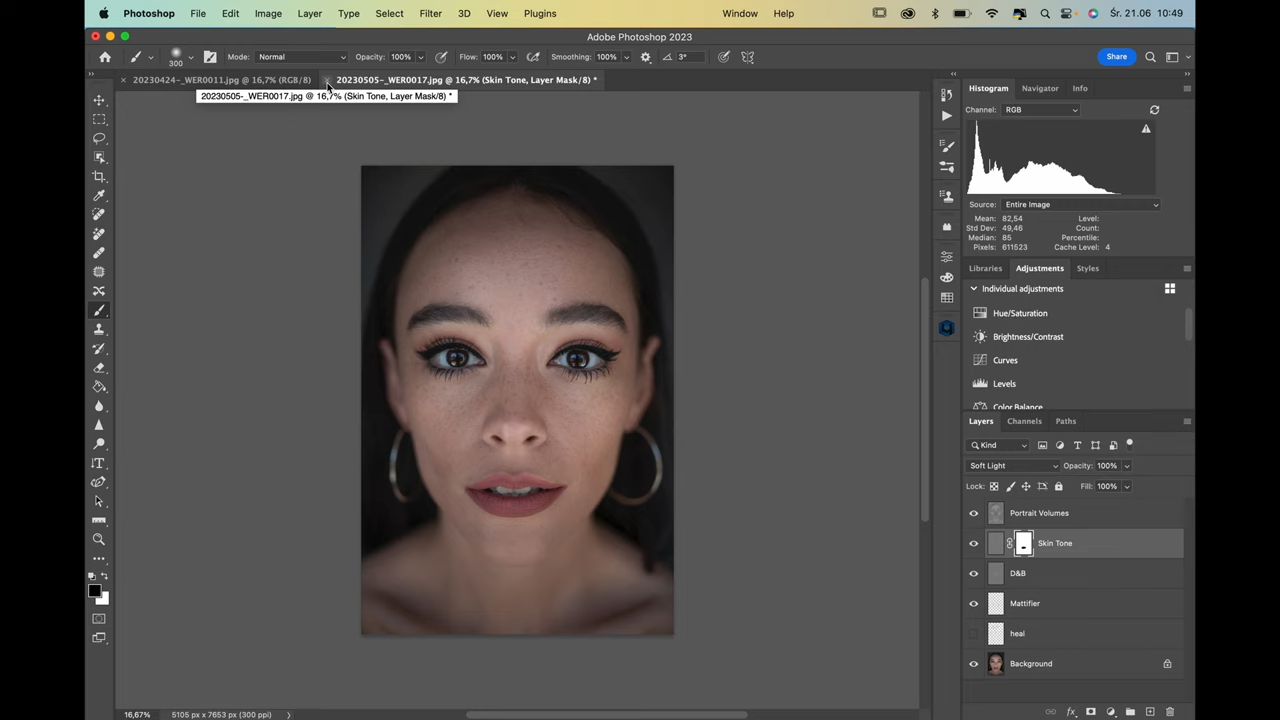 Photoshop File Edit Image Layer Type Select Filter 3D View Plugins Window Help Śr. 21.06 10:49
Adobe Photoshop 2023
300 Mode: Normal Opacity: 100% Flow: 100% Smoothing: 100% 3° Share
20230424-_WER0011.jpg @ 16,7% (RGB/8) 20230505-_WER0017.jpg @ 16,7% (Skin Tone, Layer Mask/8) *
20230505-_WER0017.jpg @ 16,7% (Skin Tone, Layer Mask/8) *
Histogram Navigator Info
Channel: RGB
Source: Entire Image
Mean: 82,54 Level:
Std Dev: 49,46 Count:
Median: 85 Percentile:
Pixels: 611523 Cache Level: 4
Libraries Adjustments Styles
Individual adjustments
Hue/Saturation
Brightness/Contrast
Curves
Levels
Color Balance
Layers Channels Paths
Kind
Soft Light Opacity: 100%
Lock: Fill: 100%
Portrait Volumes
Skin Tone
D&B
Mattifier
heal
Background
16,67% 5105 px x 7653 px (300 ppi)